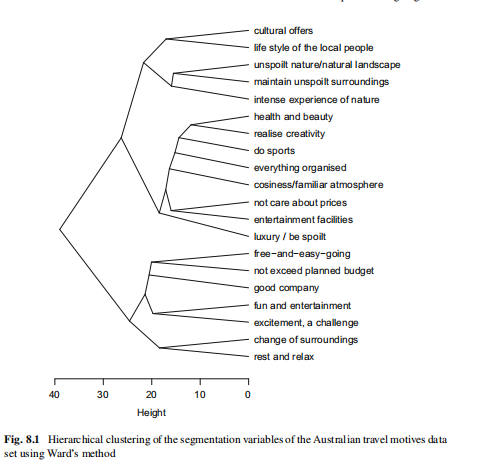 cultural offers
life style of the local people
unspoilt nature/natural landscape
maintain unspoilt surroundings
intense experience of nature
health and beauty
realise creativity
do sports
everything organised
cosiness/familiar atmosphere
not care about prices
entertainment facilities
luxury / be spoilt
free−and−easy−going
not exceed planned budget
good company
fun and entertainment
excitement, a challenge
change of surroundings
rest and relax
40 30 20 10 0
Height
Fig. 8.1 Hierarchical clustering of the segmentation variables of the Australian travel motives data
set using Ward's method